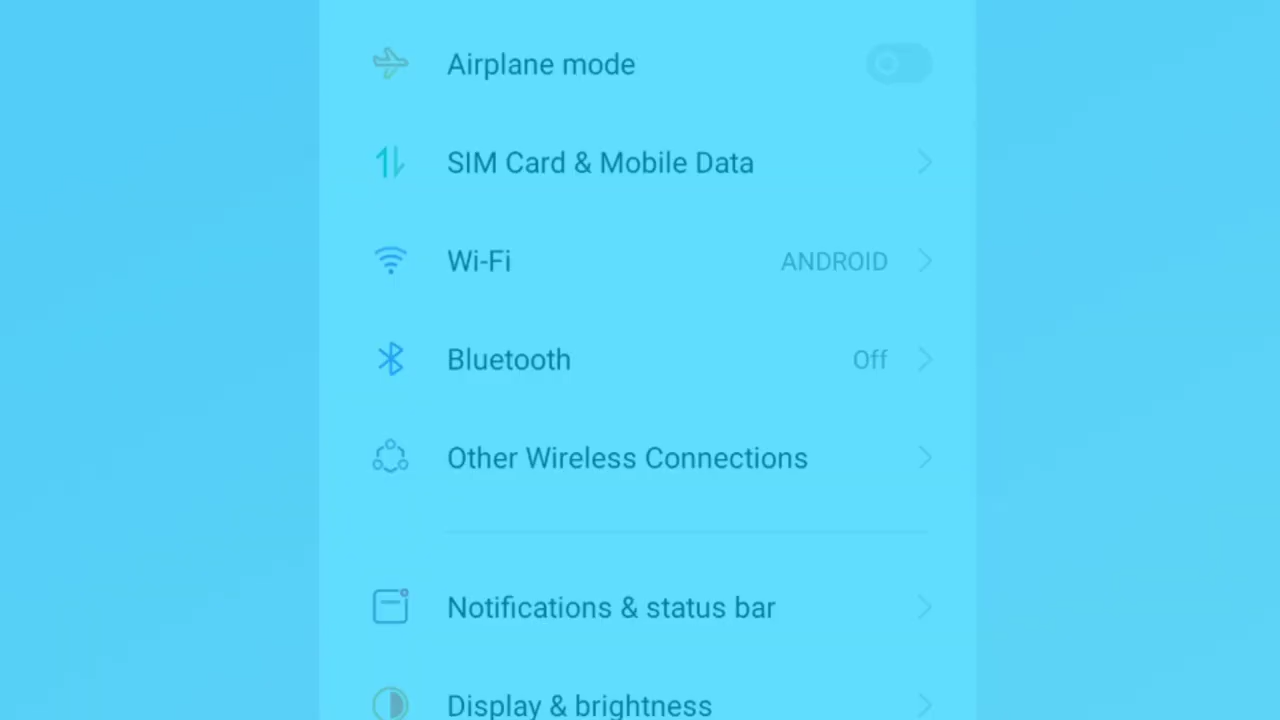 Airplane mode
SIM Card & Mobile Data
Wi-Fi ANDROID
Bluetooth Off
Other Wireless Connections
Notifications & status bar
Display & brightness